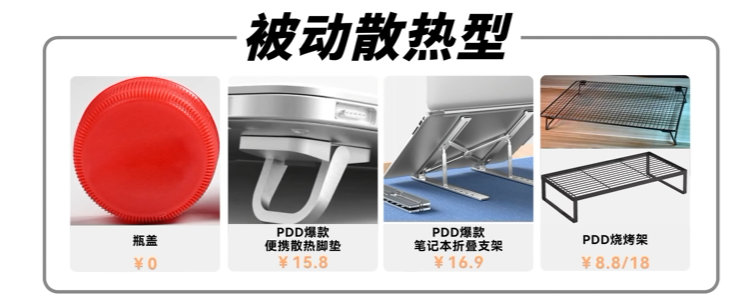 被动散热型
瓶盖
¥0
PDD爆款
便携散热脚垫
¥15.8
PDD爆款
笔记本折叠支架
¥16.9
PDD烧烤架
¥8.8/18